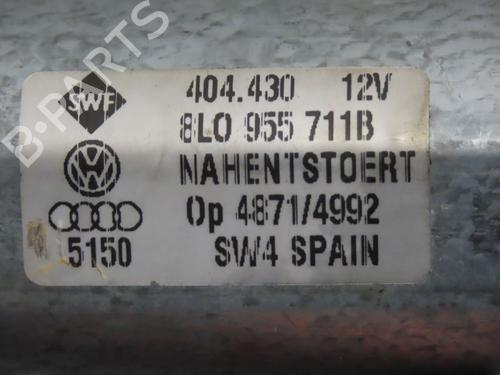 B-PARTS
SWF 404.430 12V
8L0 955 711B
NAHENTSTOERT
Op 4871/4992
5150 SW4 SPAIN